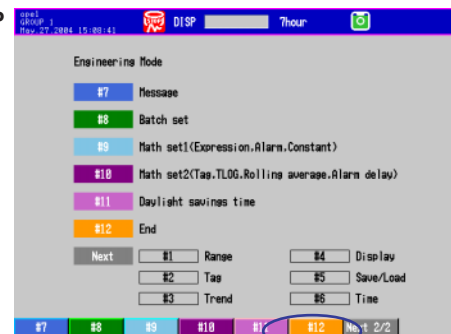 opel
GROUP 1
May.27.2004 15:08:41
DISP
7hour
Engineering Mode
#7 Message
#8 Batch set
#9 Math set1(Expression.Alarm.Constant)
#10 Math set2(Tag.TLOG.Rolling average.Alarm delay)
#11 Daylight savings time
#12 End
Next #1 Range #4 Display
#2 Tag #5 Save/Load
#3 Trend #6 Time
#7 #8 #9 #10 #11 #12 Next 2/2